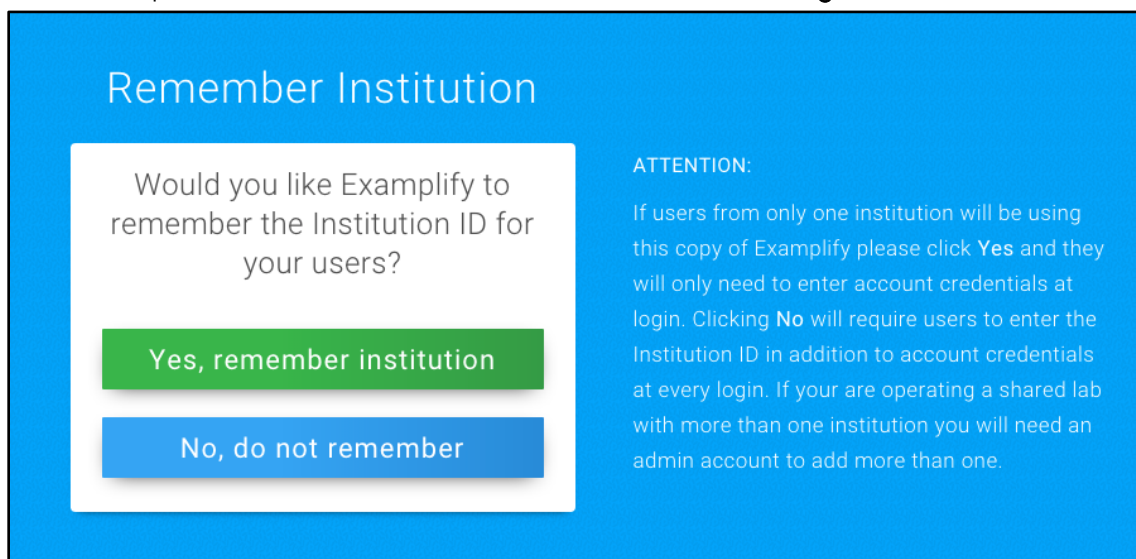 Remember Institution
Would you like Examplify to
remember the Institution ID for
your users?
Yes, remember institution
No, do not remember
ATTENTION:
If users from only one institution will be using
this copy of Examplify please click Yes and they
will only need to enter account credentials at
login. Clicking No will require users to enter the
Institution ID in addition to account credentials
at every login. If your are operating a shared lab
with more than one institution you will need an
admin account to add more than one.